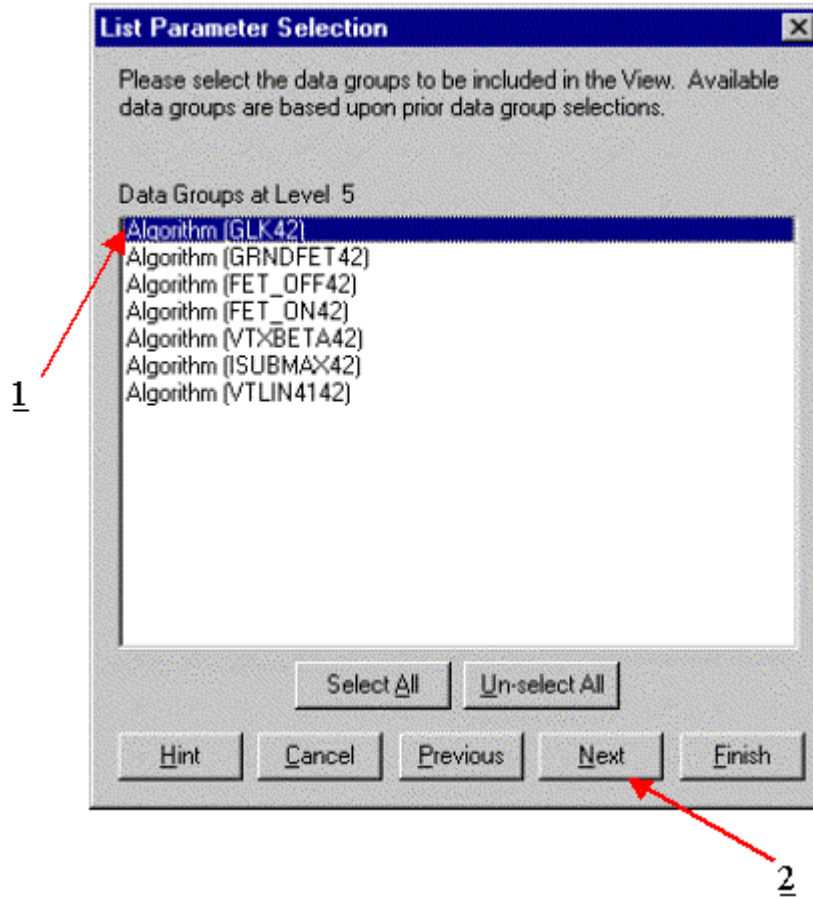 List Parameter Selection
Please select the data groups to be included in the View. Available
data groups are based upon prior data group selections.
Data Groups at Level 5
Algorithm (GLK42)
Algorithm (GRNDFET42)
Algorithm (FET_OFF42)
Algorithm (FET_ON42)
Algorithm (VTXBETA42)
Algorithm (ISUBMAX42)
Algorithm (VTLIN4142)
1
Select All Un-select All
Hint Cancel Previous Next Finish
2